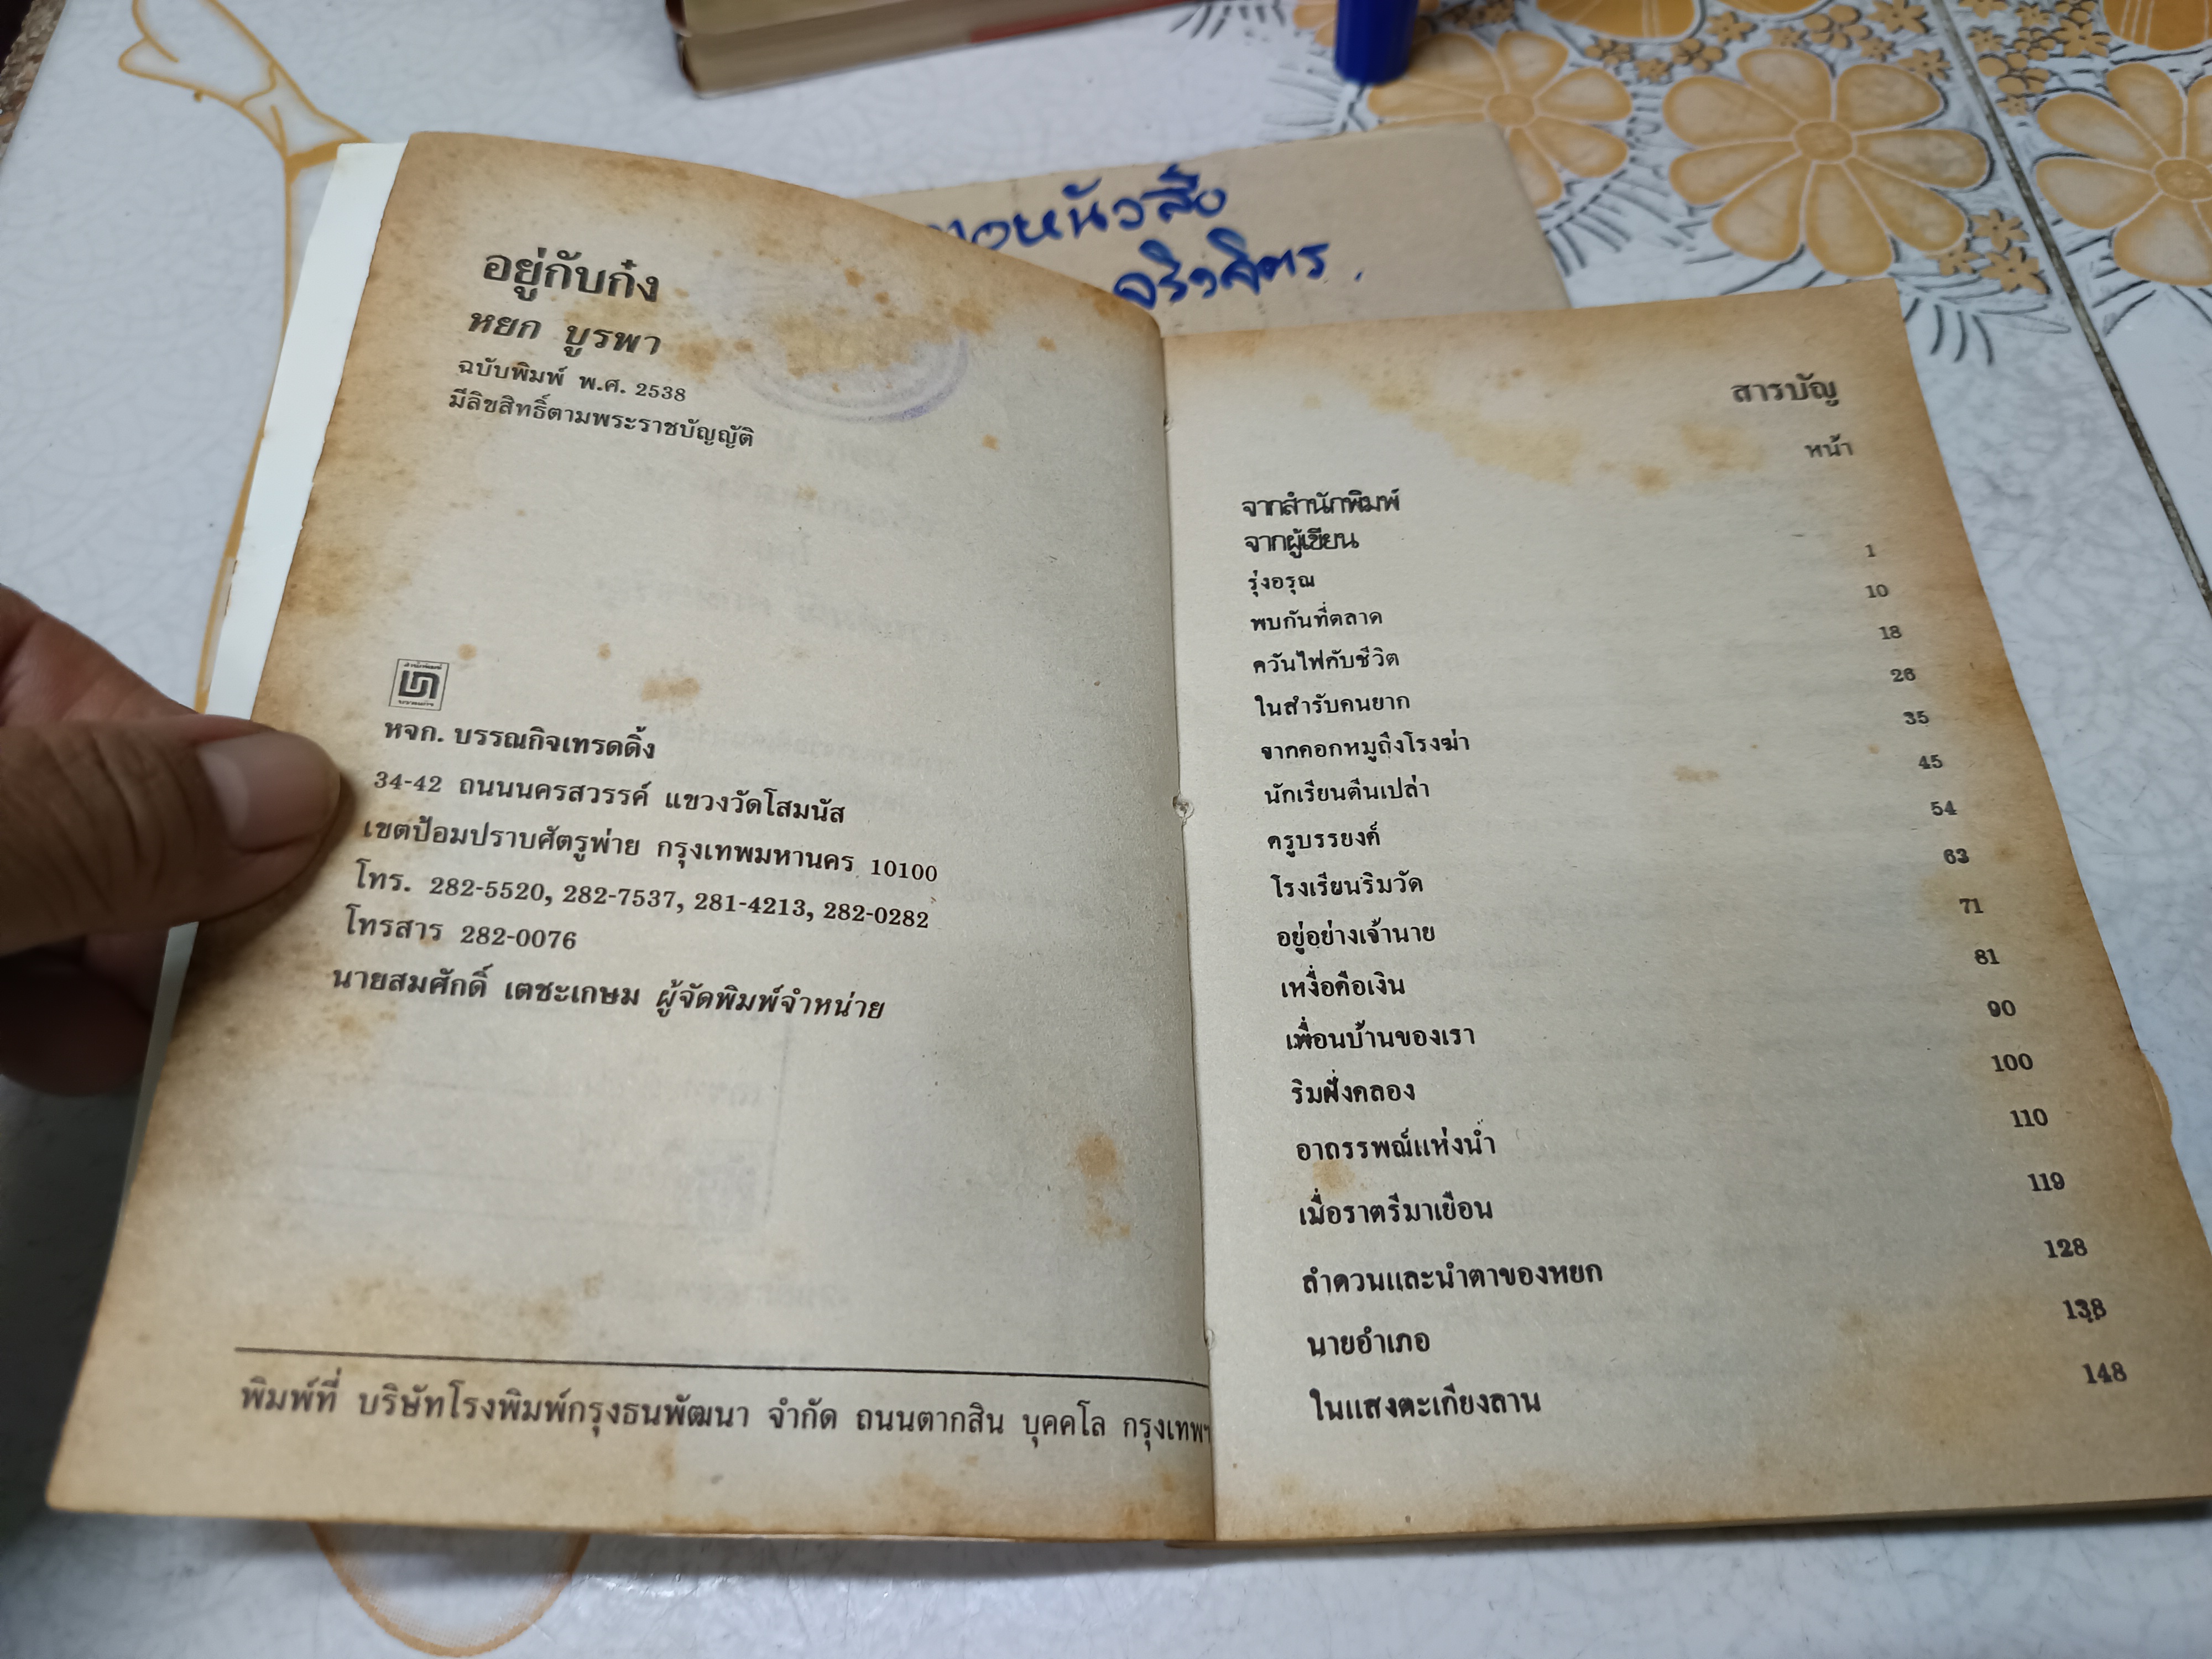 อยู่กับก๋ง
หยก บูรพา
ฉบับพิมพ์ พ.ศ. 2538
มีลิขสิทธิ์ตามพระราชบัญญัติ
หจก. บรรณกิจเทรดดิ้ง
34-42 ถนนนครสวรรค์ แขวงวัดโสมนัส
เขตป้อมปราบศัตรูพ่าย กรุงเทพมหานคร 10100
โทร. 282-5520, 282-7537, 281-4213, 282-0282
โทรสาร 282-0076
นายสมศักดิ์ เตชะเกษม ผู้จัดพิมพ์จำหน่าย
พิมพ์ที่ บริษัทโรงพิมพ์กรุงธนพัฒนา จำกัด ถนนตากสิน บุคคโล กรุงเทพฯ
สารบัญ
หน้า
จากสำนักพิมพ์
จากผู้เขียน
รุ่งอรุณ 1
พบกันที่ตลาด 10
ควันไฟกับชีวิต 18
ในสำรับคนยาก 26
จากคอกหมูถึงโรงฆ่า 35
นักเรียนตีนเปล่า 45
ครูบรรยงค์ 54
โรงเรียนริมวัด 63
อยู่อย่างเจ้านาย 71
เหงื่อคือเงิน 81
เพื่อนบ้านของเรา 90
ริมฝั่งคลอง 100
อาถรรพณ์แห่งน้ำ 110
เมื่อราตรีมาเยือน 119
ลำดวนและน้ำตาของหยก 128
นายอำเภอ 138
ในแสงตะเกียงลาน 148